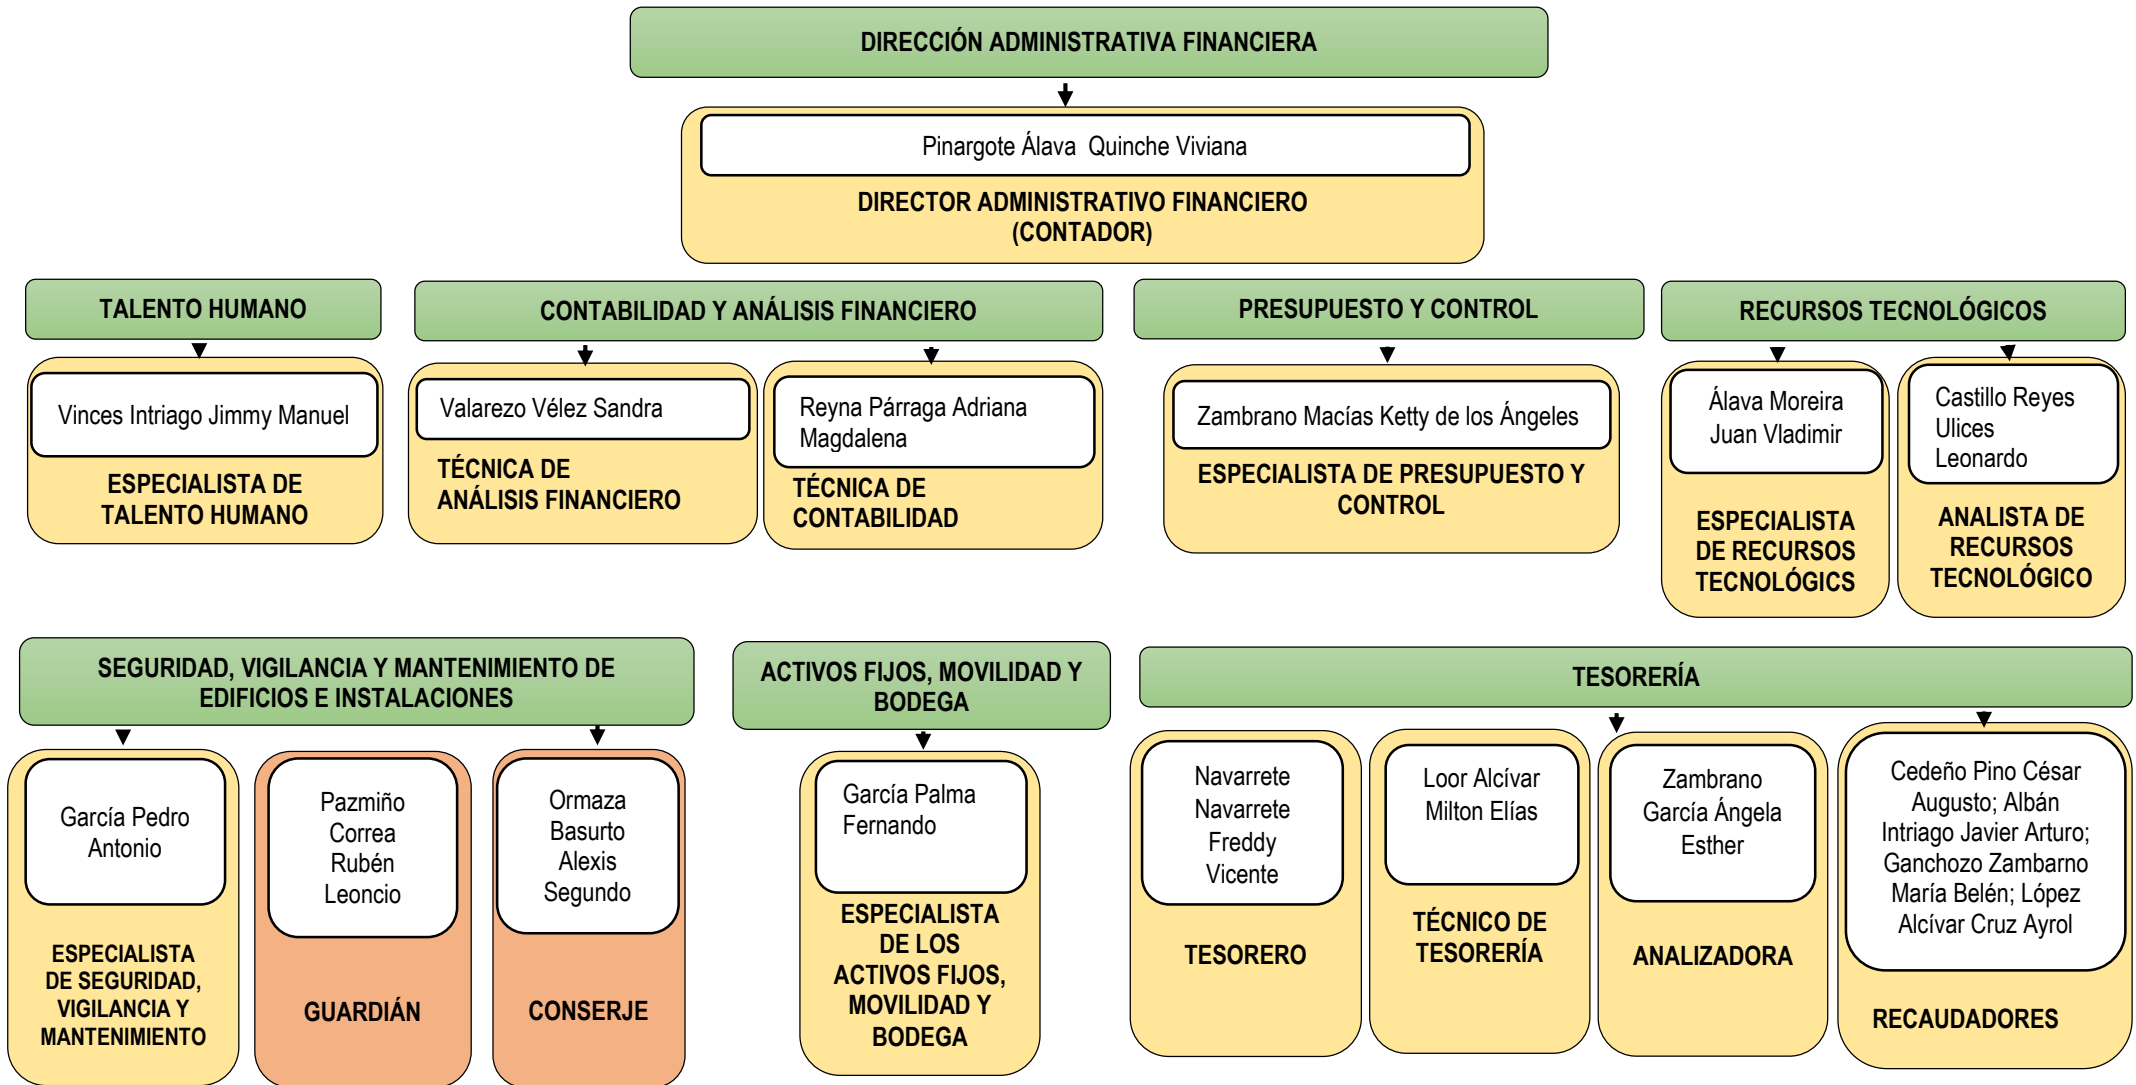 DIRECCIÓN ADMINISTRATIVA FINANCIERA
Pinargote Álava  Quinche Viviana
DIRECTOR ADMINISTRATIVO FINANCIERO
(CONTADOR)
TALENTO HUMANO
Vinces Intriago Jimmy Manuel
ESPECIALISTA DE
TALENTO HUMANO
CONTABILIDAD Y ANÁLISIS FINANCIERO
Valarezo Vélez Sandra
TÉCNICA DE
ANÁLISIS FINANCIERO
Reyna Párraga Adriana
Magdalena
TÉCNICA DE
CONTABILIDAD
PRESUPUESTO Y CONTROL
Zambrano Macías Ketty de los Ángeles
ESPECIALISTA DE PRESUPUESTO Y
CONTROL
RECURSOS TECNOLÓGICOS
Álava Moreira
Juan Vladimir
ESPECIALISTA
DE RECURSOS
TECNOLÓGICS
Castillo Reyes
Ulices
Leonardo
ANALISTA DE
RECURSOS
TECNOLÓGICO
SEGURIDAD, VIGILANCIA Y MANTENIMIENTO DE
EDIFICIOS E INSTALACIONES
García Pedro
Antonio
ESPECIALISTA
DE SEGURIDAD,
VIGILANCIA Y
MANTENIMIENTO
Pazmiño
Correa
Rubén
Leoncio
GUARDIÁN
Ormaza
Basurto
Alexis
Segundo
CONSERJE
ACTIVOS FIJOS, MOVILIDAD Y
BODEGA
García Palma
Fernando
ESPECIALISTA
DE LOS
ACTIVOS FIJOS,
MOVILIDAD Y
BODEGA
TESORERÍA
Navarrete
Navarrete
Freddy
Vicente
TESORERO
Loor Alcívar
Milton Elías
TÉCNICO DE
TESORERÍA
Zambrano
García Ángela
Esther
ANALIZADORA
Cedeño Pino César
Augusto; Albán
Intriago Javier Arturo;
Ganchozo Zambarno
María Belén; López
Alcívar Cruz Ayrol
RECAUDADORES